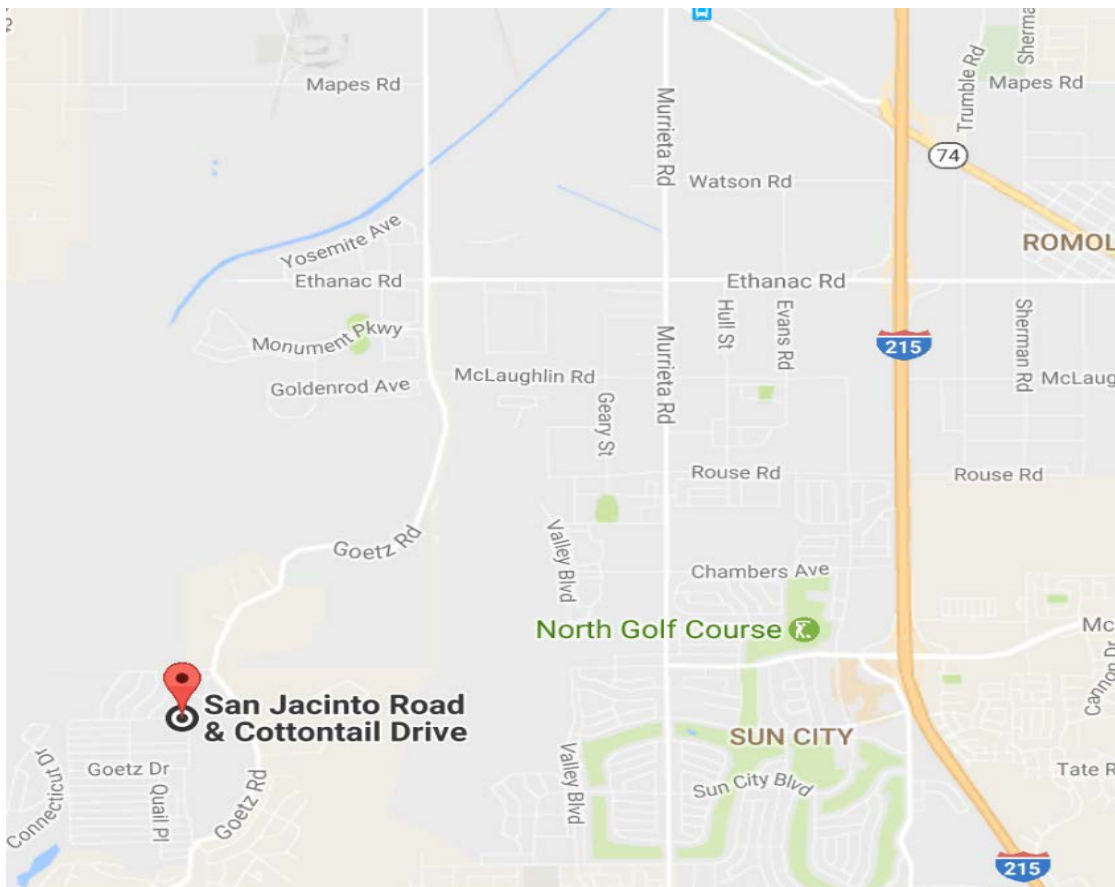 Sherma
Mapes Rd
Murrieta Rd
Trumble Rd
Mapes Rd
74
Watson Rd
Yosemite Ave
ROMOL
Ethanac Rd
Ethanac Rd
Monument Pkwy
Hull St
Evans Rd
Sherman Rd
215
Murrieta Rd
Goldenrod Ave
McLaughlin Rd
McLaug
Geary St
Rouse Rd
Rouse Rd
Goetz Rd
Valley Blvd
Chambers Ave
North Golf Course
Mc
Cannon Dr
San Jacinto Road
& Cottontail Drive
SUN CITY
Connecticut Dr
Goetz Dr
Quail Pl
Goetz Rd
Valley Blvd
Sun City Blvd
Tate R
215